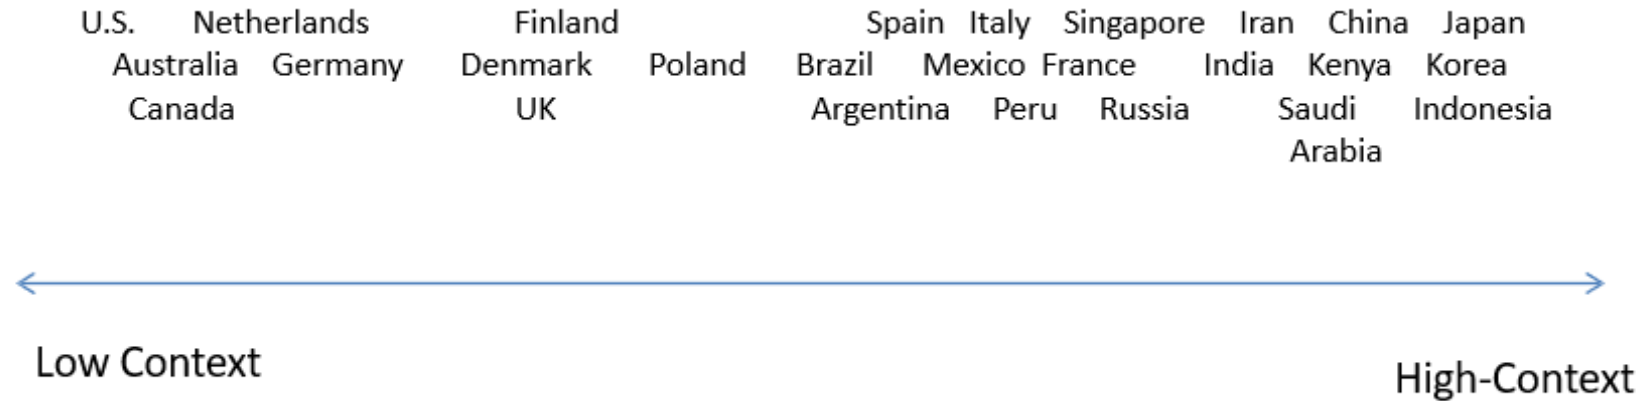 U.S. Netherlands Finland Spain Italy Singapore Iran China Japan
Australia Germany Denmark Poland Brazil Mexico France India Kenya Korea
Canada UK Argentina Peru Russia Saudi Indonesia
Arabia
Low Context
High-Context